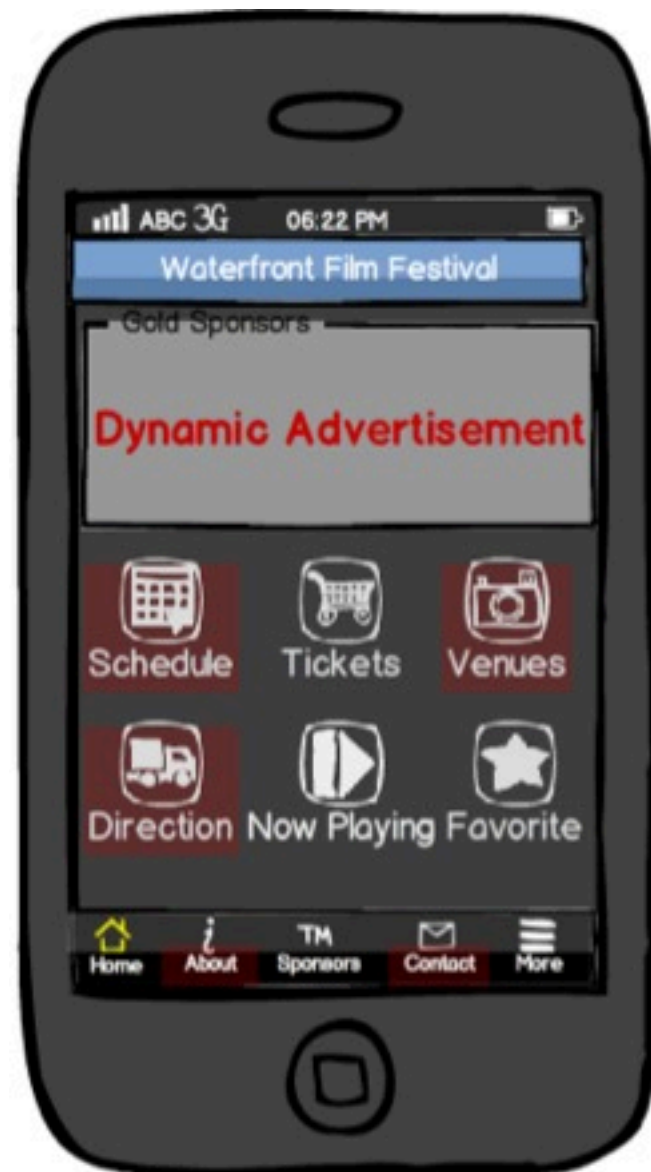 ABC 3G 06:22 PM
Waterfront Film Festival
Gold Sponsors
Dynamic Advertisement
Schedule Tickets Venues
Direction Now Playing Favorite
i TM
Home About Sponsors Contact More